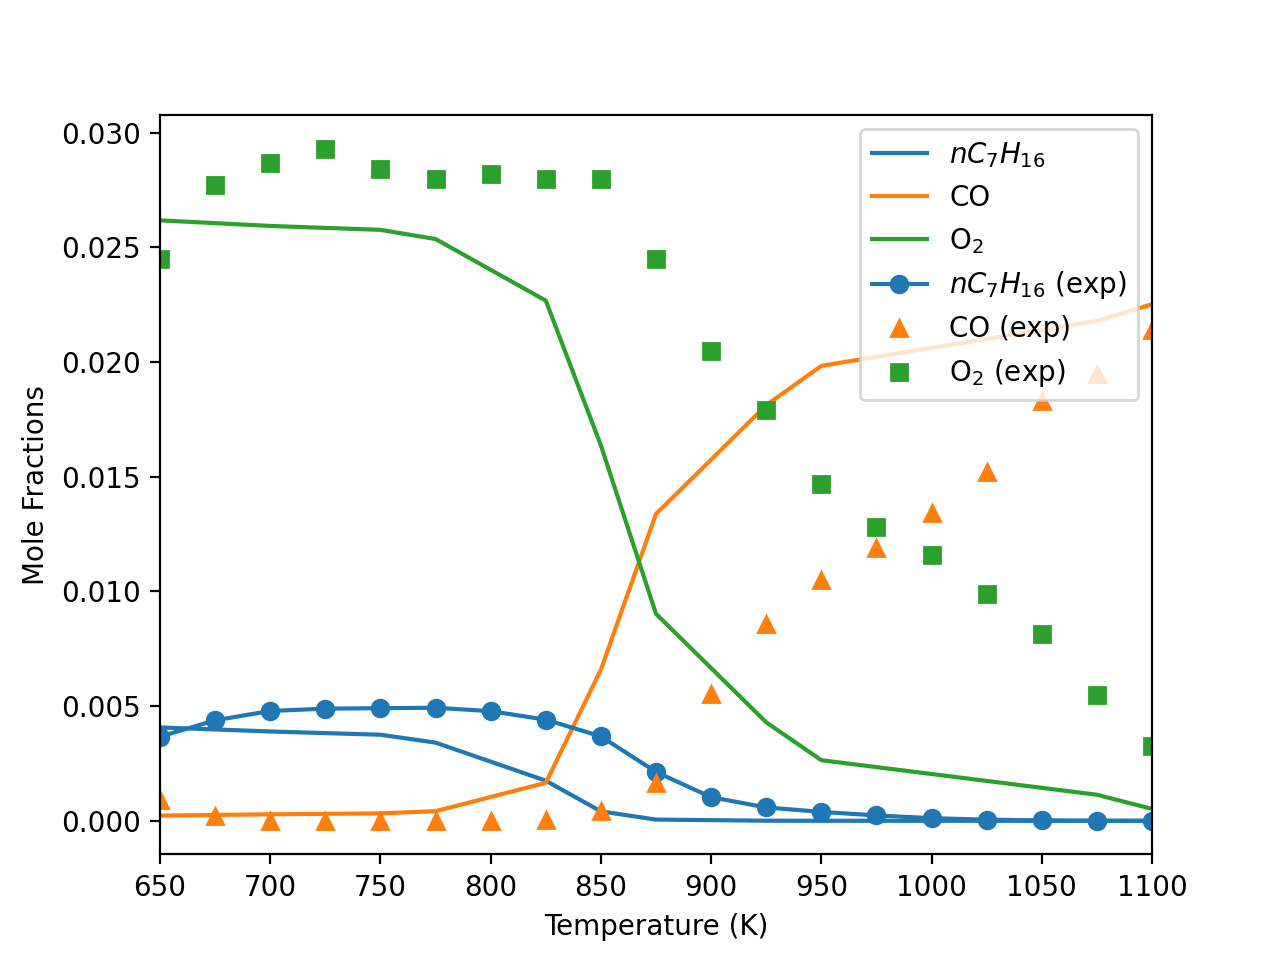 0.030
0.025
0.020
0.015
0.010
0.005
0.000
Mole Fractions
nC₇H₁₆
CO
O₂
nC₇H₁₆ (exp)
CO (exp)
O₂ (exp)
650 700 750 800 850 900 950 1000 1050 1100
Temperature (K)